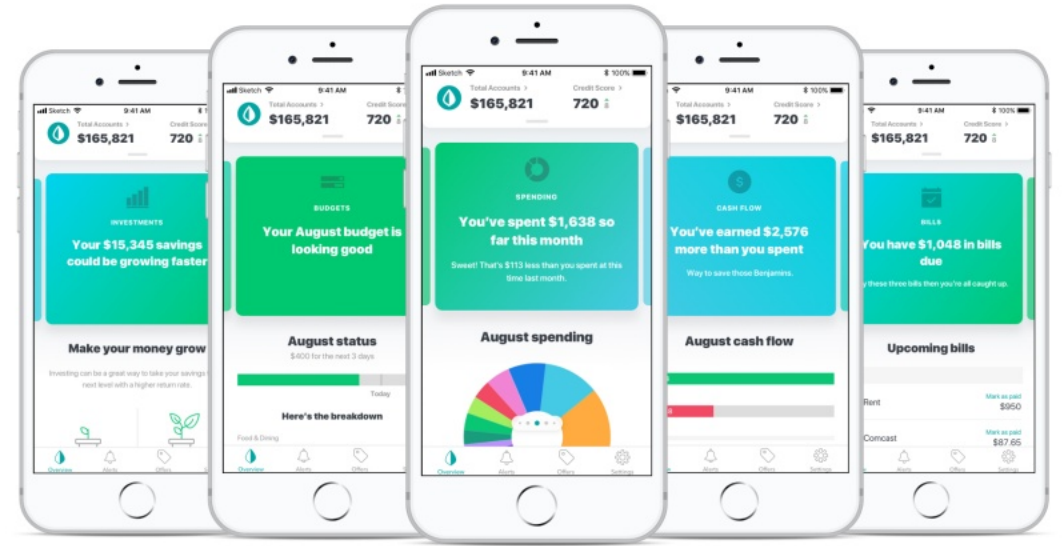 Sketch 9:41 AM
Total Accounts > Credit Score
$165,821 720
INVESTMENTS
Your $15,345 savings
could be growing faster
Make your money grow
Investing can be a great way to take your savings
next level with a higher return rate.
Overview Alerts Offers
Sketch 9:41 AM
Total Accounts > Credit Score
$165,821 720
BUDGETS
Your August budget is
looking good
August status
$400 for the next 3 days
Today
Here's the breakdown
Food & Dining
Overview Alerts Offers
Sketch 9:41 AM 100%
Total Accounts > Credit Score >
$165,821 720
SPENDING
You've spent $1,638 so
far this month
Sweet! That's $113 less than you spent at this
time last month.
August spending
Overview Alerts Offers Settings
9:41 AM 100%
Total Accounts > Credit Score >
$165,821 720
$
CASH FLOW
You've earned $2,576
more than you spent
Way to save those Benjamins.
August cash flow
Alerts Offers Settings
9:41 AM 100%
Total Accounts > Credit Score >
$165,821 720
BILLS
You have $1,048 in bills
due
these three bills then you're all caught up.
Upcoming bills
Mark as paid
Rent $950
Mark as paid
Comcast $87.65
Alerts Offers Settings